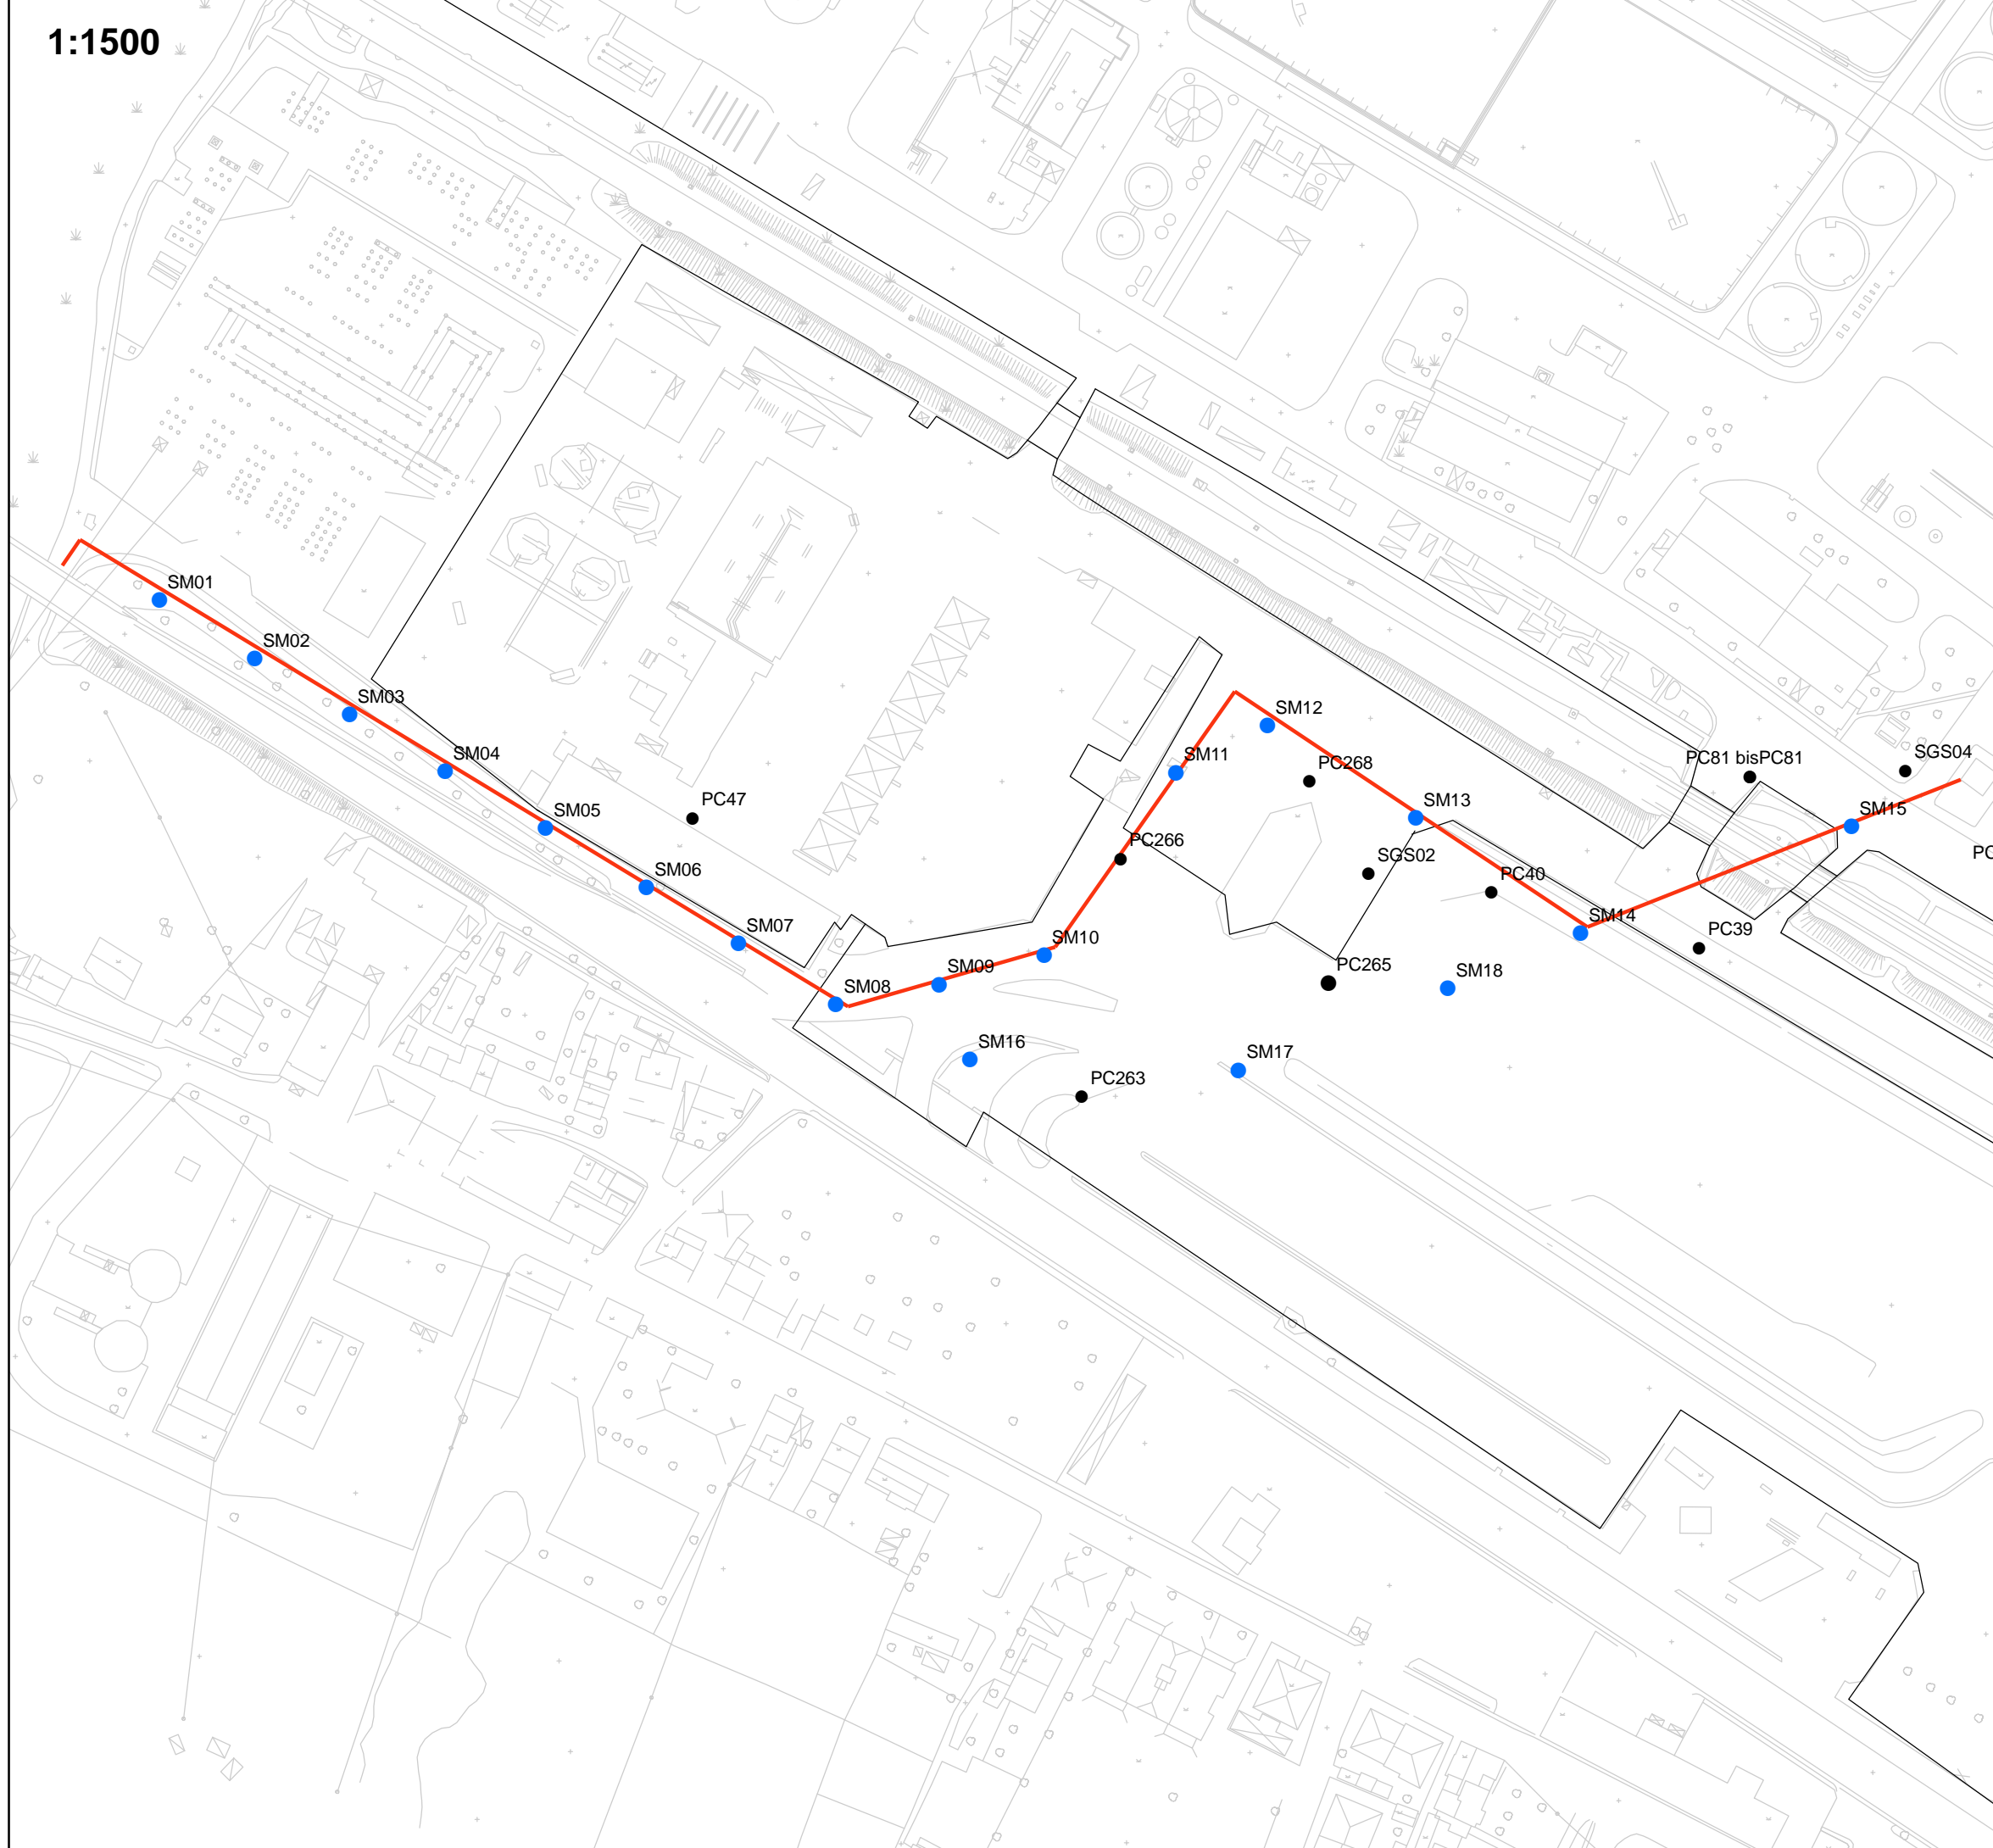 1:1500
SM01
SM02
SM03
SM04
SM05
SM06
SM07
SM08
SM09
SM10
SM11
SM12
SM13
SM14
SM15
SM16
SM17
SM18
PC47
PC266
PC268
SGS02
PC40
PC265
PC263
PC39
PC81 bisPC81
SGS04
PC